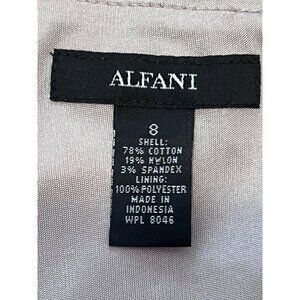 ALFANI
8
SHELL:
78% COTTON
19% NYLON
3% SPANDEX
LINING:
100% POLYESTER
MADE IN
INDONESIA
WPL 8046